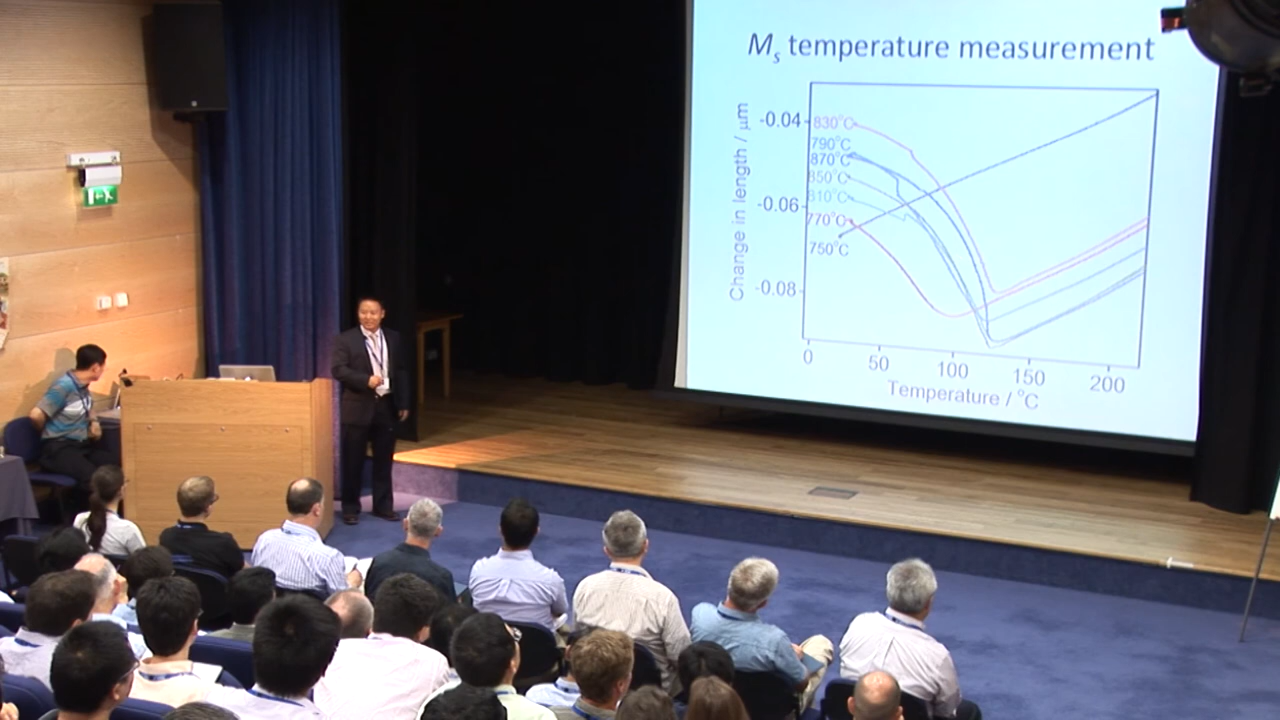 Ms temperature measurement
Change in length / μm
-0.04
-0.06
-0.08
830°C
790°C
870°C
850°C
810°C
770°C
750°C
0
50
100
150
200
Temperature / °C